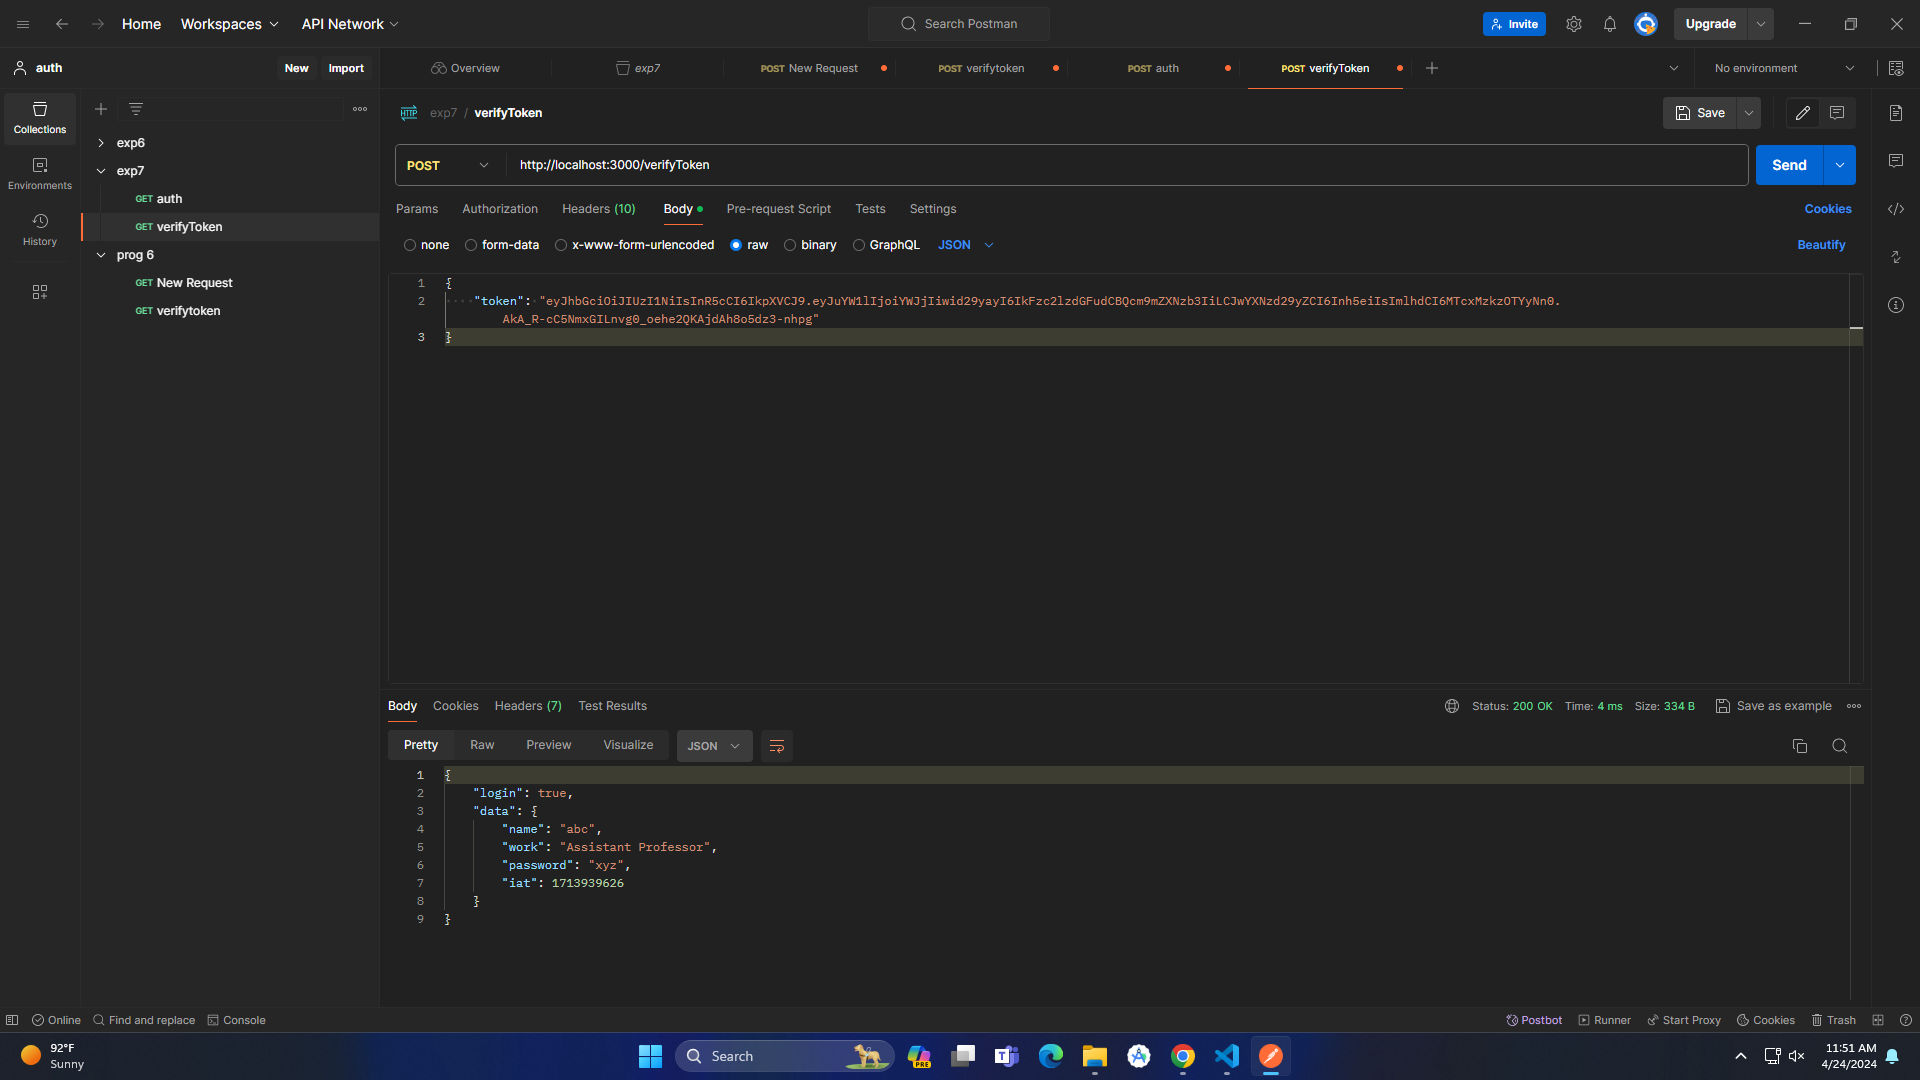 Home Workspaces API Network Search Postman Invite Upgrade
auth New Import Overview exp7 POST New Request POST verifytoken POST auth POST verifyToken No environment
Collections
Environments
History
exp6
exp7
GET auth
GET verifyToken
prog 6
GET New Request
GET verifytoken
HTTP exp7 / verifyToken Save
POST http://localhost:3000/verifyToken Send
Params Authorization Headers (10) Body Pre-request Script Tests Settings Cookies
none form-data x-www-form-urlencoded raw binary GraphQL JSON Beautify
1 {
2 "token": "eyJhbGciOiJIUzI1NiIsInR5cCI6IkpXVCJ9.eyJuYW1lIjoiYWJjIiwid29yayI6IkFzc2lzdGFudCBQcm9mZXNzb3IiLCJwYXNzd29yZCI6Inh5eiIsImlhdCI6MTcxMzkzOTYyNn0.
AkA_R-cC5NmxGILnvg0_oehe2QKAjdAh8o5dz3-nhpg"
3 }
Body Cookies Headers (7) Test Results Status: 200 OK Time: 4 ms Size: 334 B Save as example
Pretty Raw Preview Visualize JSON
1 {
2 "login": true,
3 "data": {
4 "name": "abc",
5 "work": "Assistant Professor",
6 "password": "xyz",
7 "iat": 1713939626
8 }
9 }
Online Find and replace Console Postbot Runner Start Proxy Cookies Trash
92°F
Sunny
Search
PRE
11:51 AM
4/24/2024